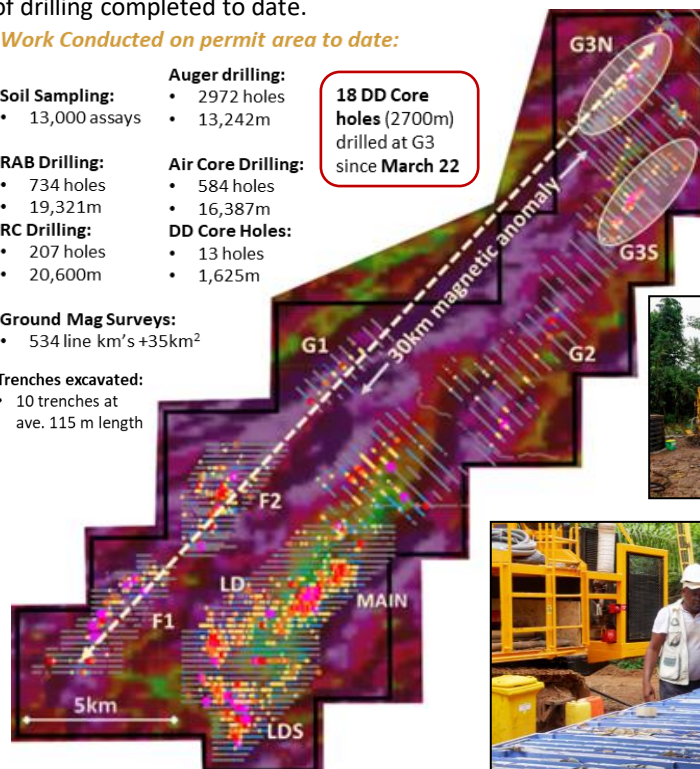 of drilling completed to date.
Work Conducted on permit area to date:
Soil Sampling:
• 13,000 assays
Auger drilling:
• 2972 holes
• 13,242m
18 DD Core
holes (2700m)
drilled at G3
since March 22
RAB Drilling:
• 734 holes
• 19,321m
Air Core Drilling:
• 584 holes
• 16,387m
RC Drilling:
• 207 holes
• 20,600m
DD Core Holes:
• 13 holes
• 1,625m
Ground Mag Surveys:
• 534 line km's +35km²
Trenches excavated:
• 10 trenches at
ave. 115 m length
G3N
G3S
30km magnetic anomaly
G1
G2
F2
LD
MAIN
F1
5km
LDS